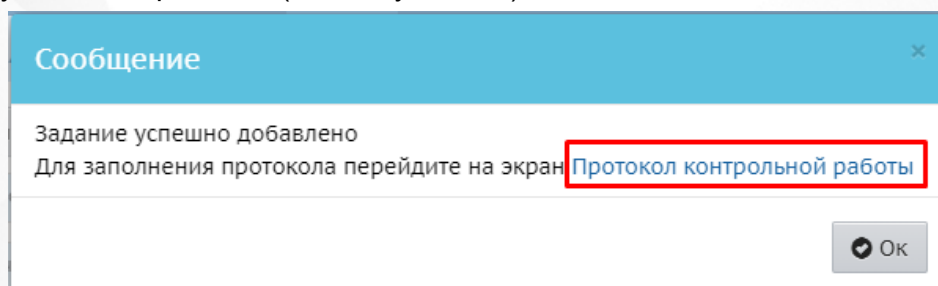 Сообщение
×
Задание успешно добавлено
Для заполнения протокола перейдите на экран Протокол контрольной работы
Ок